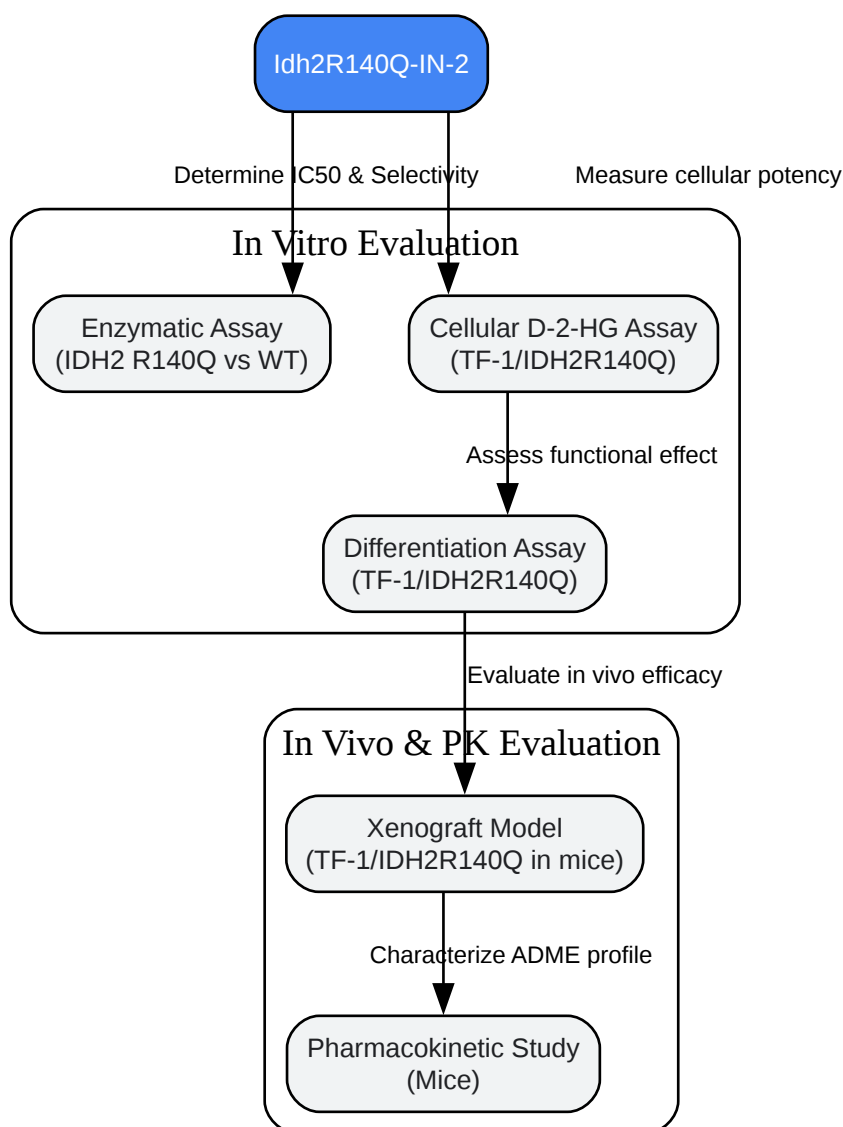 Idh2R140Q-IN-2
Determine IC50 & Selectivity
Measure cellular potency
In Vitro Evaluation
Enzymatic Assay
(IDH2 R140Q vs WT)
Cellular D-2-HG Assay
(TF-1/IDH2R140Q)
Assess functional effect
Differentiation Assay
(TF-1/IDH2R140Q)
Evaluate in vivo efficacy
In Vivo & PK Evaluation
Xenograft Model
(TF-1/IDH2R140Q in mice)
Characterize ADME profile
Pharmacokinetic Study
(Mice)